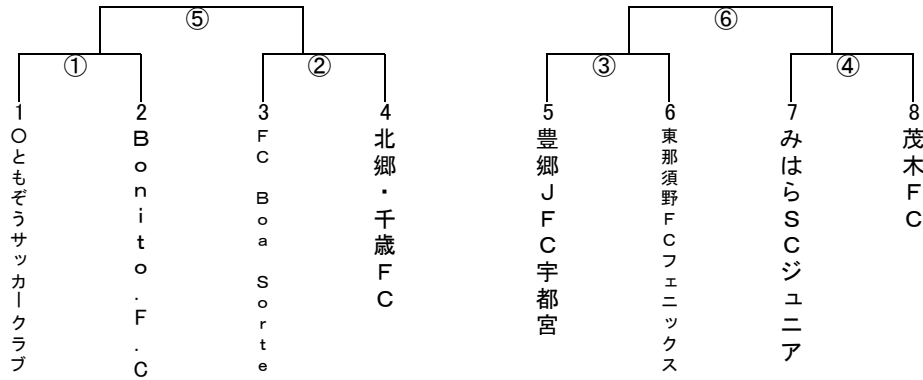 ⑤
⑥
①
②
③
④
1
○ともぞうサッカークラブ
2
Bonito.F.C
3
FC Boa Sorte
4
北郷・千歳FC
5
豊郷JFC宇都宮
6
東那須野FCフェニックス
7
みはらSCジュニア
8
茂木FC